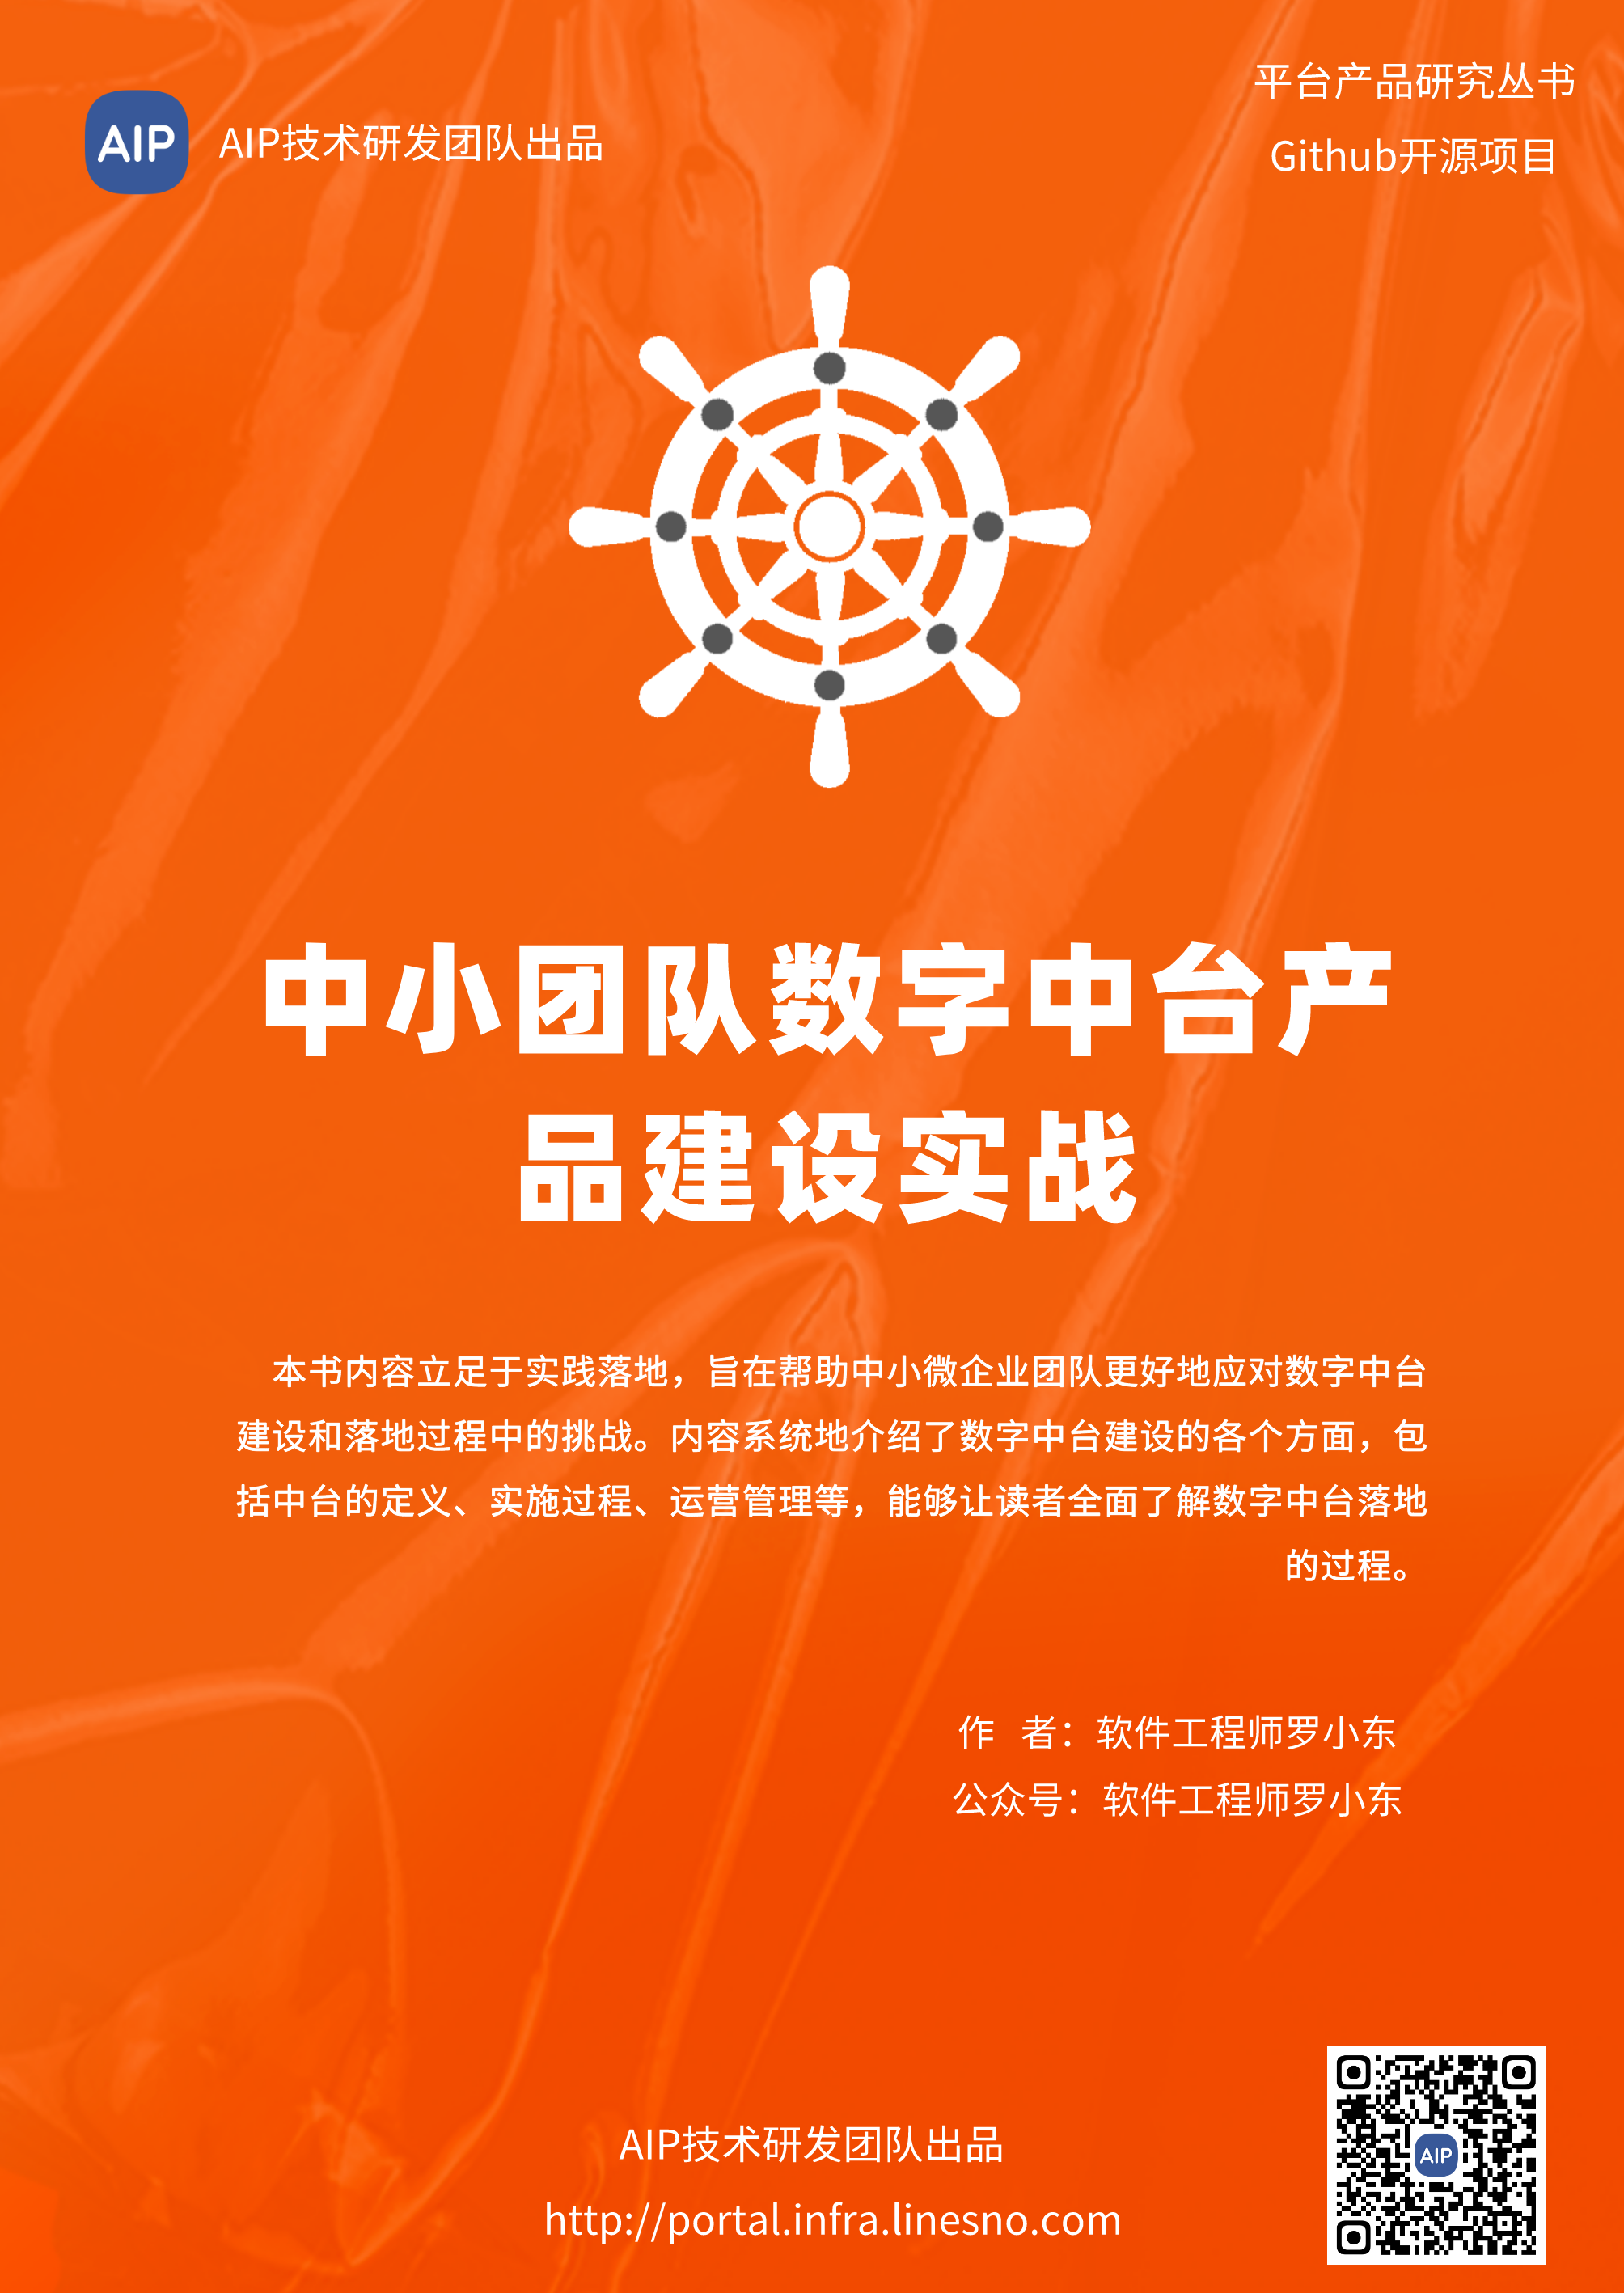 AIP
AIP技术研发团队出品
平台产品研究丛书
Github开源项目
中小团队数字中台产
品建设实战
本书内容立足于实践落地，旨在帮助中小微企业团队更好地应对数字中台
建设和落地过程中的挑战。内容系统地介绍了数字中台建设的各个方面，包
括中台的定义、实施过程、运营管理等，能够让读者全面了解数字中台落地
的过程。
作 者：软件工程师罗小东
公众号：软件工程师罗小东
AIP技术研发团队出品
http://portal.infra.linesno.com
AIP